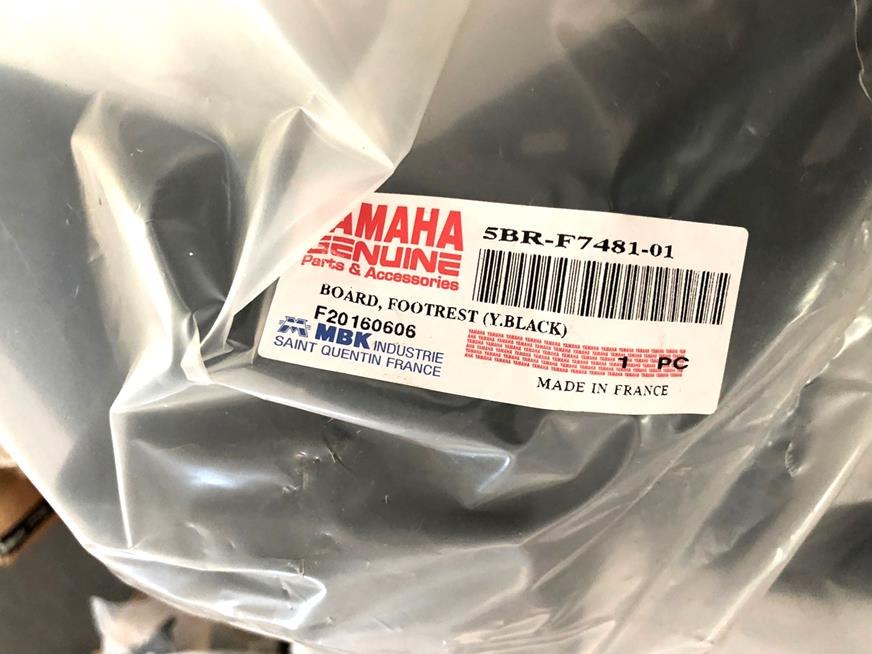 YAMAHA
GENUINE
Parts & Accessories
5BR-F7481-01
BOARD, FOOTREST (Y.BLACK)
F20160606
MBK INDUSTRIE
SAINT QUENTIN FRANCE
1 PC
MADE IN FRANCE